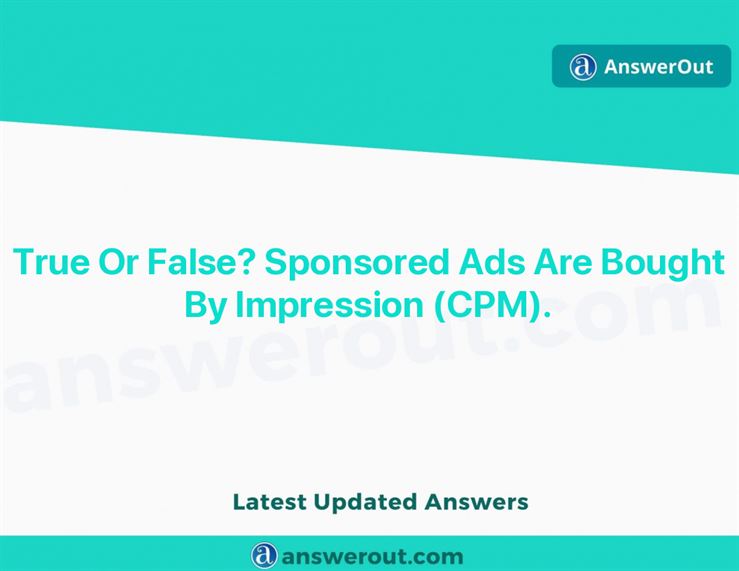 AnswerOut
True Or False? Sponsored Ads Are Bought
By Impression (CPM).
answerout.com
Latest Updated Answers
answerout.com